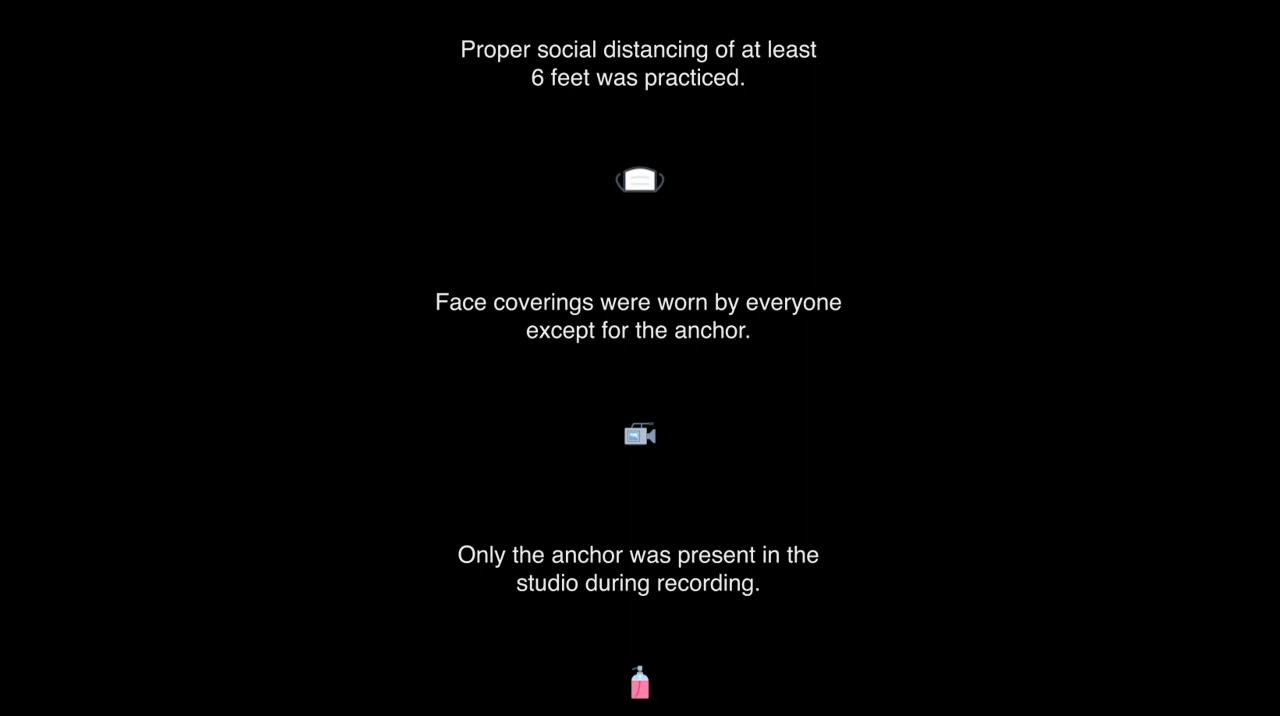 Proper social distancing of at least
6 feet was practiced.
Face coverings were worn by everyone
except for the anchor.
Only the anchor was present in the
studio during recording.